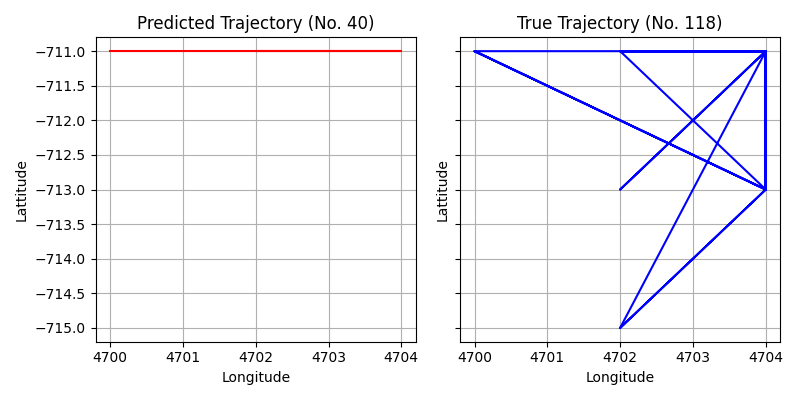 Predicted Trajectory (No. 40)
−711.0
−711.5
−712.0
−712.5
−713.0
−713.5
−714.0
−714.5
−715.0
Lattitude
4700 4701 4702 4703 4704
Longitude
True Trajectory (No. 118)
Lattitude
4700 4701 4702 4703 4704
Longitude